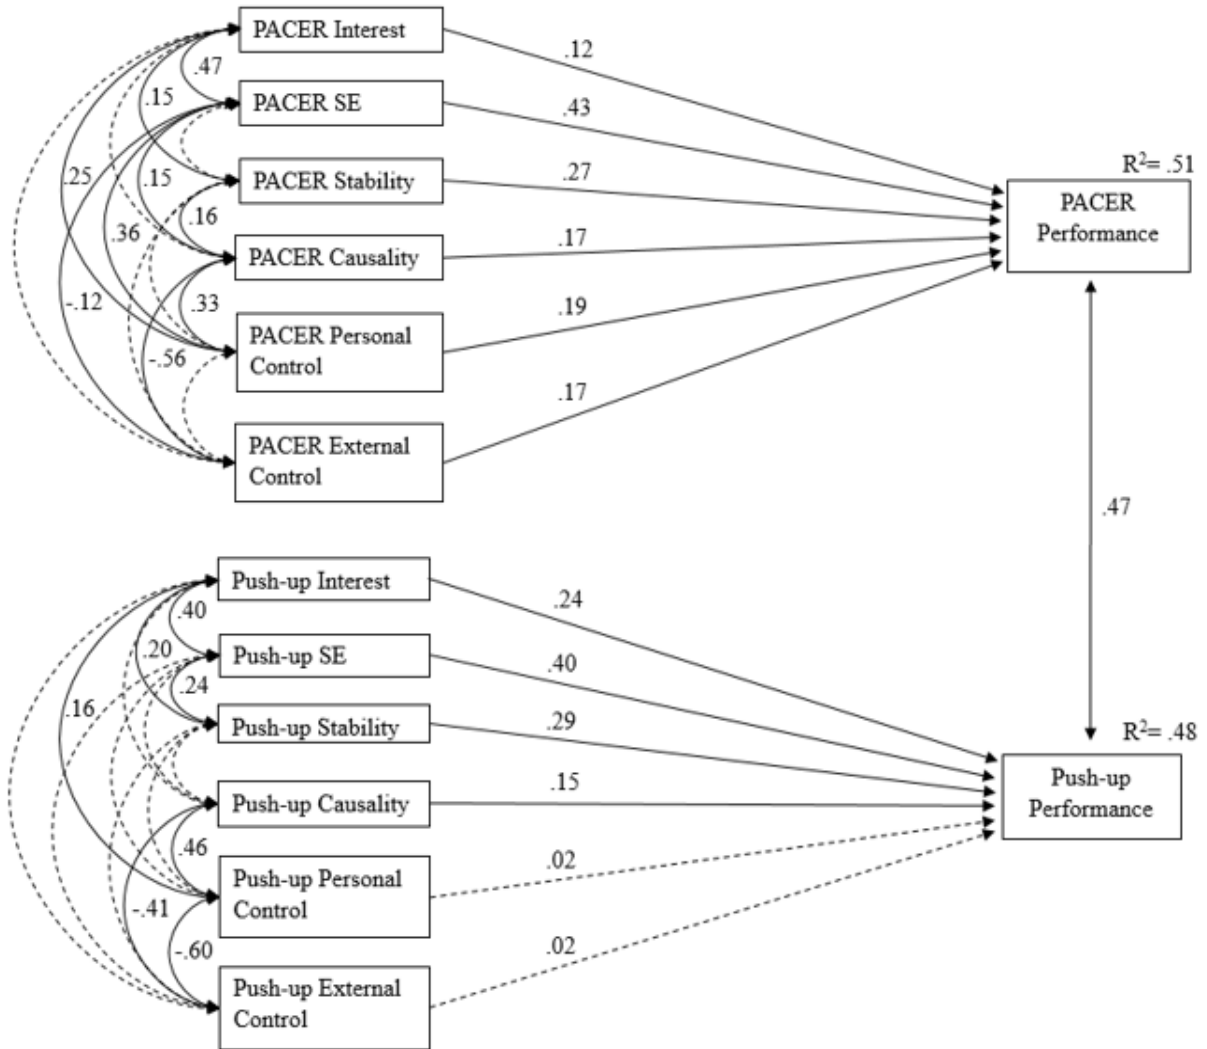 PACER Interest
.12
.47
PACER SE
.43
.15
R²= .51
PACER Stability
.27
.25
.15
.16
PACER
Performance
.36
PACER Causality
.17
-.12
.33
PACER Personal
Control
.19
-.56
.17
PACER External
Control
.47
Push-up Interest
.24
.40
.20
Push-up SE
.40
.24
.16
Push-up Stability
.29
R²= .48
Push-up
Performance
Push-up Causality
.15
.46
Push-up Personal
Control
.02
-.41
-.60
.02
Push-up External
Control